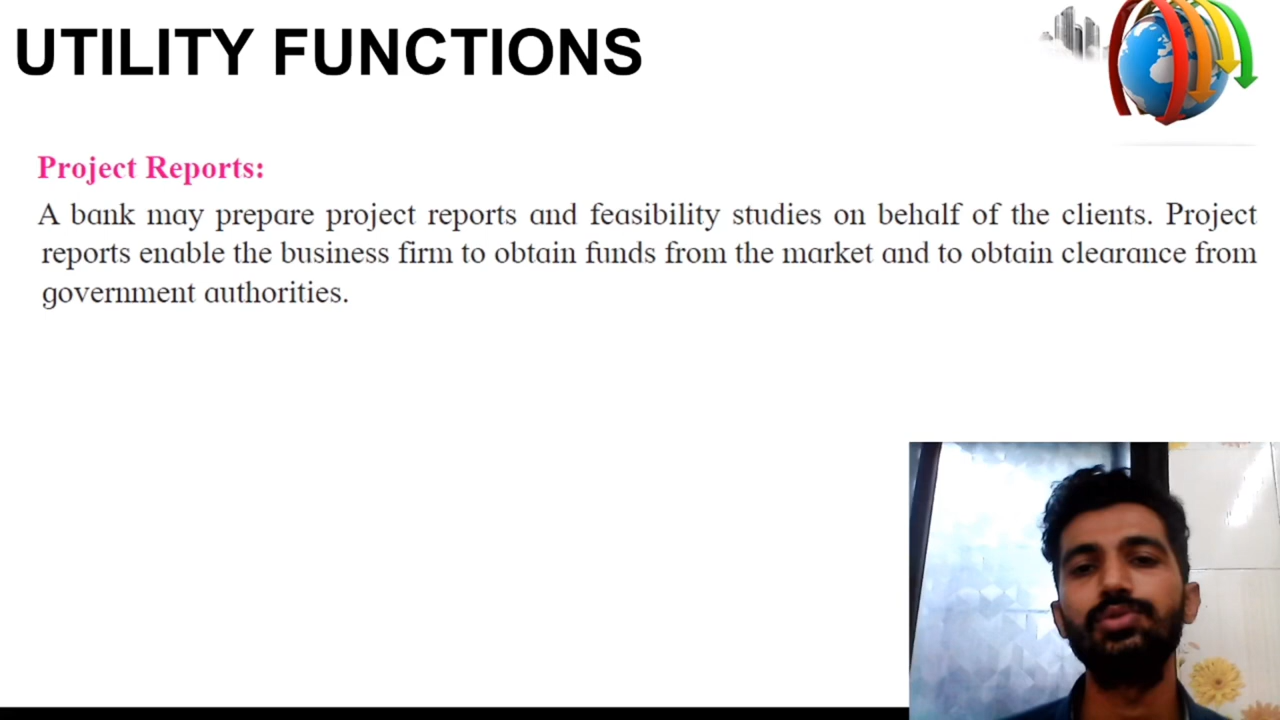 UTILITY FUNCTIONS
Project Reports:
A bank may prepare project reports and feasibility studies on behalf of the clients. Project
reports enable the business firm to obtain funds from the market and to obtain clearance from
government authorities.